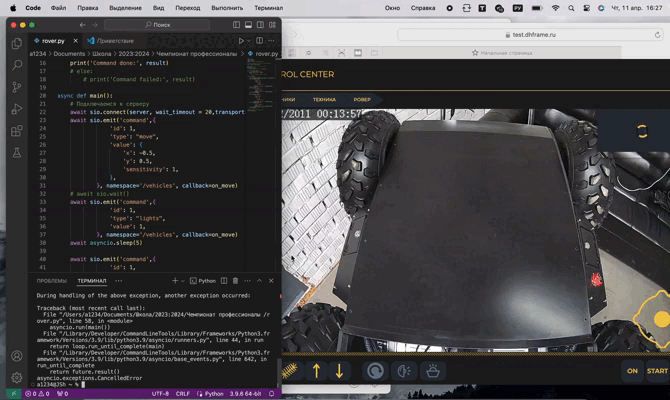 Code Файл Правка Выделение Вид Переход Выполнить Терминал Окно Справка РУ Чт, 11 апр. 16:27
Поиск
rover.py Приветствие
a1234 > Documents > Школа > 2023:2024 > Чемпионат профессионалы > rover.py
16 print('Command done:', result)
17 # else:
18 # print('Command failed:', result)
19
20 async def main():
21 # Подключаемся к серверу
22 await sio.connect(server, wait_timeout = 20,transport
23 await sio.emit('command',{
24 'id': 1,
25 'type': "move",
26 'value': {
27 'x': -0.5,
28 'y': 0.5,
29 'sensitivity': 1,
30 },
31 }, namespace='/vehicles', callback=on_move)
32 # await sio.wait()
33 await sio.emit('command',{
34 'id': 1,
35 'type': "lights",
36 'value': 1,
37 }, namespace='/vehicles', callback=on_move)
38 await asyncio.sleep(5)
39
40 await sio.emit('command',{
41 'id': 1,
ПРОБЛЕМЫ ТЕРМИНАЛ Python
During handling of the above exception, another exception occurred:
Traceback (most recent call last):
File "/Users/a1234/Documents/Школа/2023:2024/Чемпионат профессионалы /r
over.py", line 58, in <module>
asyncio.run(main())
File "/Library/Developer/CommandLineTools/Library/Frameworks/Python3.fr
amework/Versions/3.9/lib/python3.9/asyncio/runners.py", line 44, in run
return loop.run_until_complete(main)
File "/Library/Developer/CommandLineTools/Library/Frameworks/Python3.fr
amework/Versions/3.9/lib/python3.9/asyncio/base_events.py", line 642, in
run_until_complete
return future.result()
asyncio.exceptions.CancelledError
a1234@JSh ~ %
0 0 0 UTF-8 CRLF Python 3.9.6 64-bit
test.dhframe.ru
Начальная страница
ROL CENTER
НИКИ ТЕХНИКА РОВЕР
2/2011 00:13:57
ON START